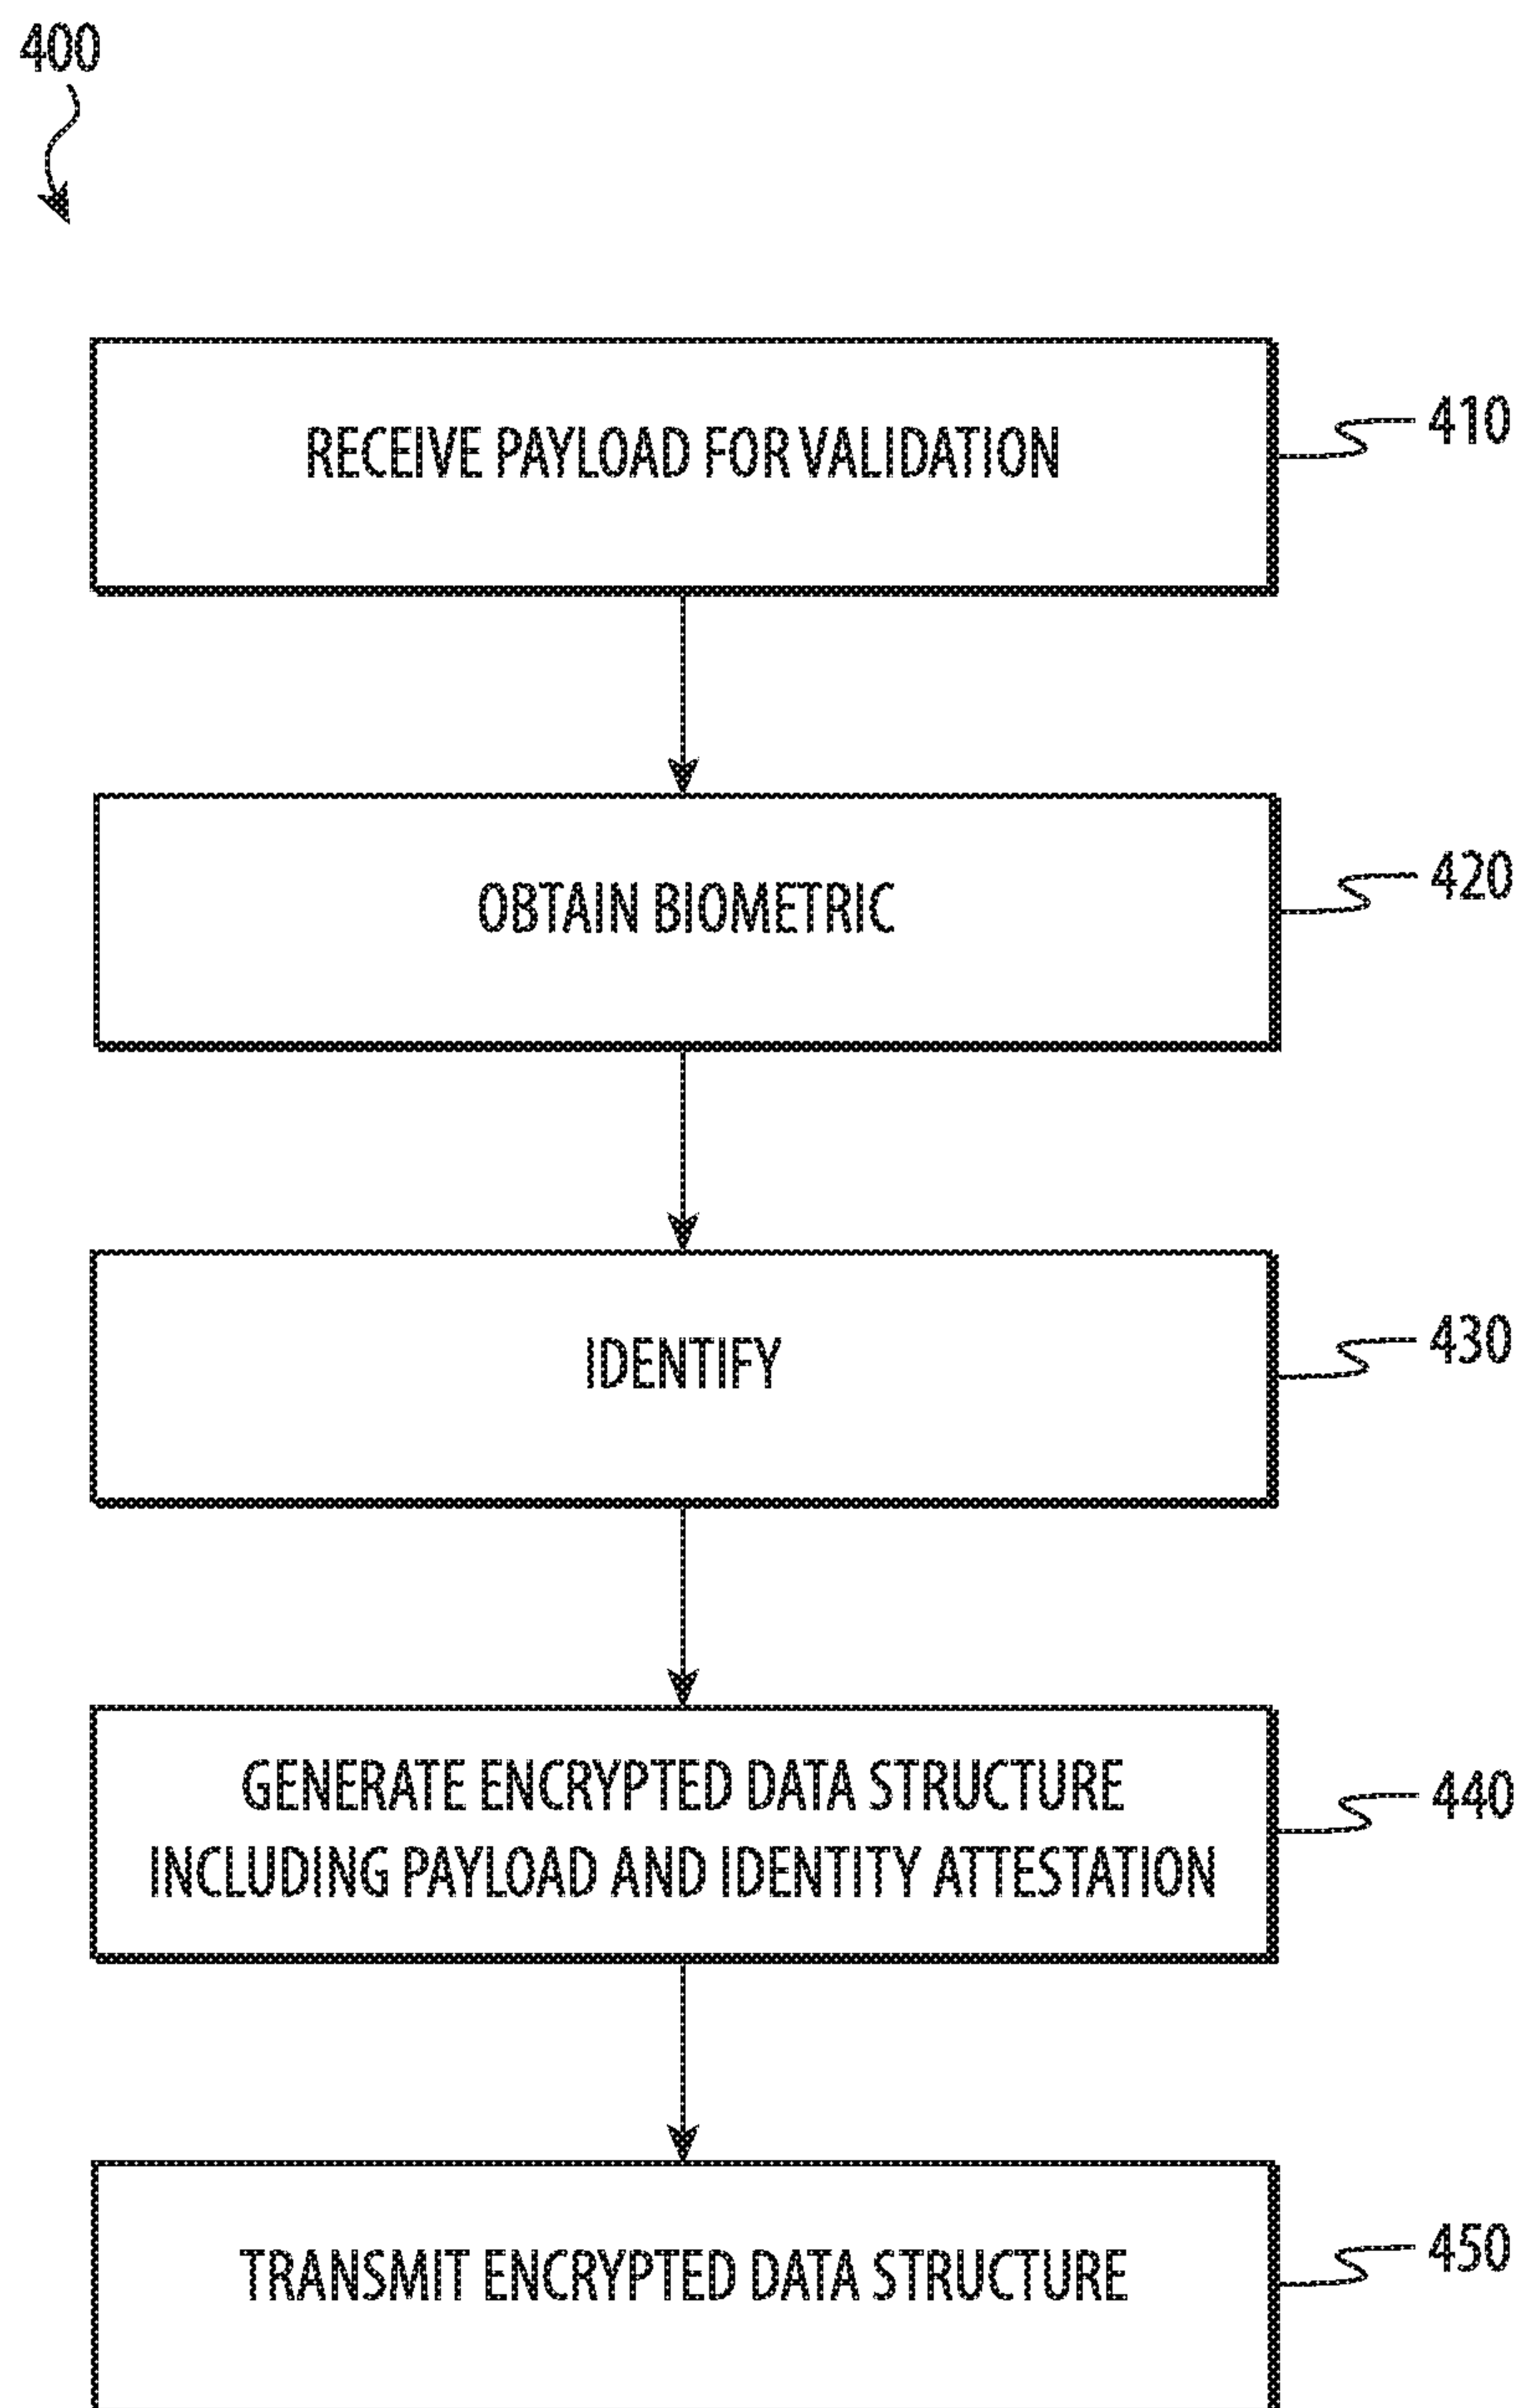 400
RECEIVE PAYLOAD FOR VALIDATION
410
OBTAIN BIOMETRIC
420
IDENTIFY
430
GENERATE ENCRYPTED DATA STRUCTURE
INCLUDING PAYLOAD AND IDENTITY ATTESTATION
440
TRANSMIT ENCRYPTED DATA STRUCTURE
450